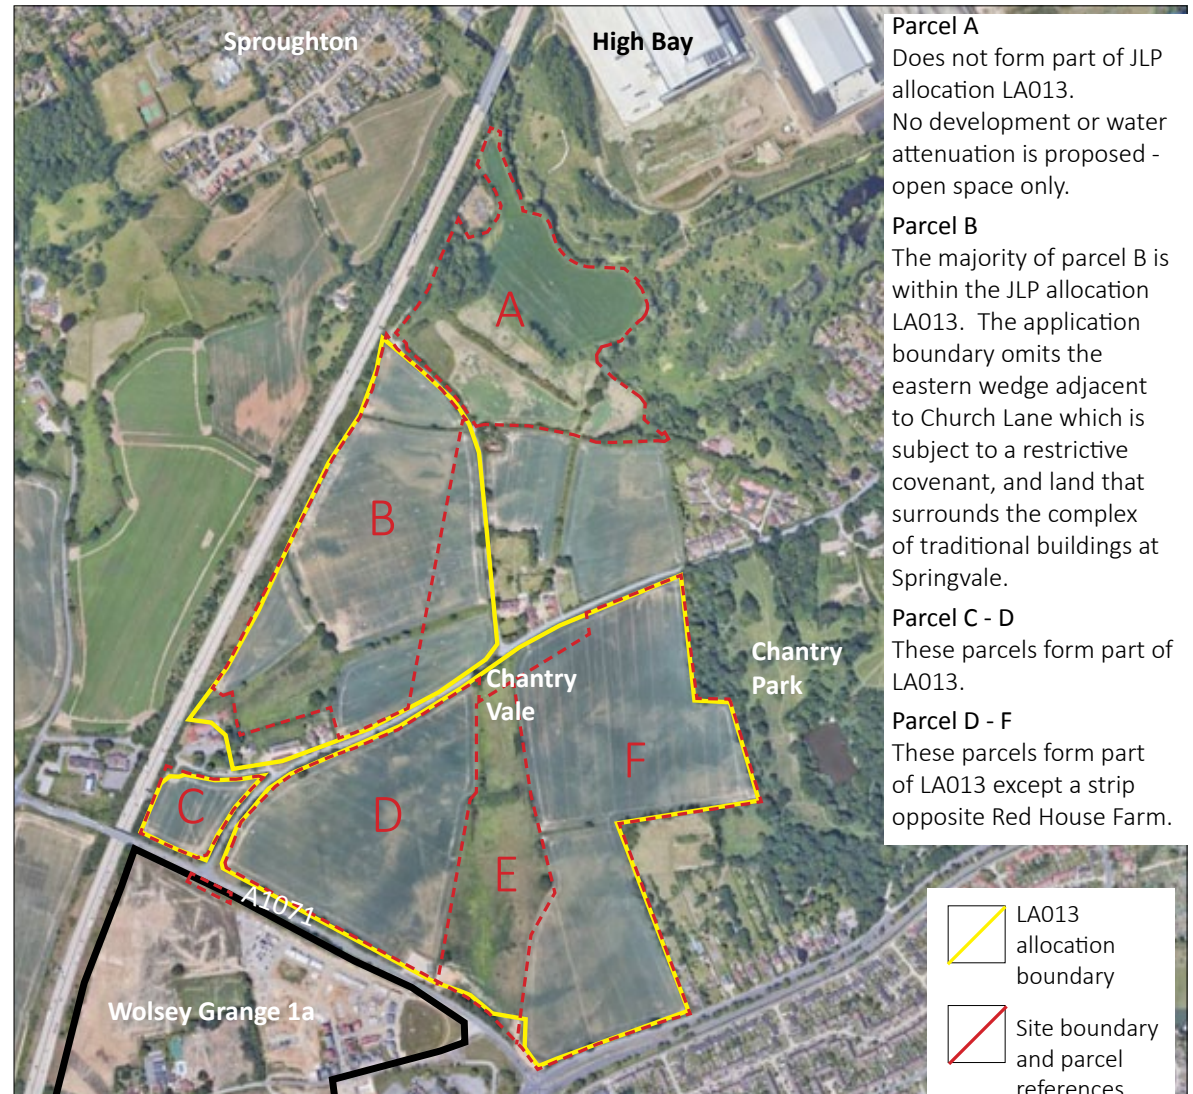 Sproughton
High Bay
A
B
Chantry
Vale
Chantry
Park
F
C
D
E
A1071
Wolsey Grange 1a
Parcel A
Does not form part of JLP
allocation LA013.
No development or water
attenuation is proposed -
open space only.
Parcel B
The majority of parcel B is
within the JLP allocation
LA013. The application
boundary omits the
eastern wedge adjacent
to Church Lane which is
subject to a restrictive
covenant, and land that
surrounds the complex
of traditional buildings at
Springvale.
Parcel C - D
These parcels form part of
LA013.
Parcel D - F
These parcels form part
of LA013 except a strip
opposite Red House Farm.
LA013
allocation
boundary
Site boundary
and parcel
references